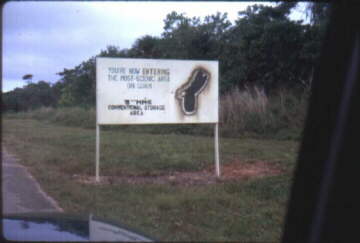 YOU'RE NOW ENTERING
THE MOST SCENIC AREA
ON GUAM
CONVENTIONAL STORAGE
AREA